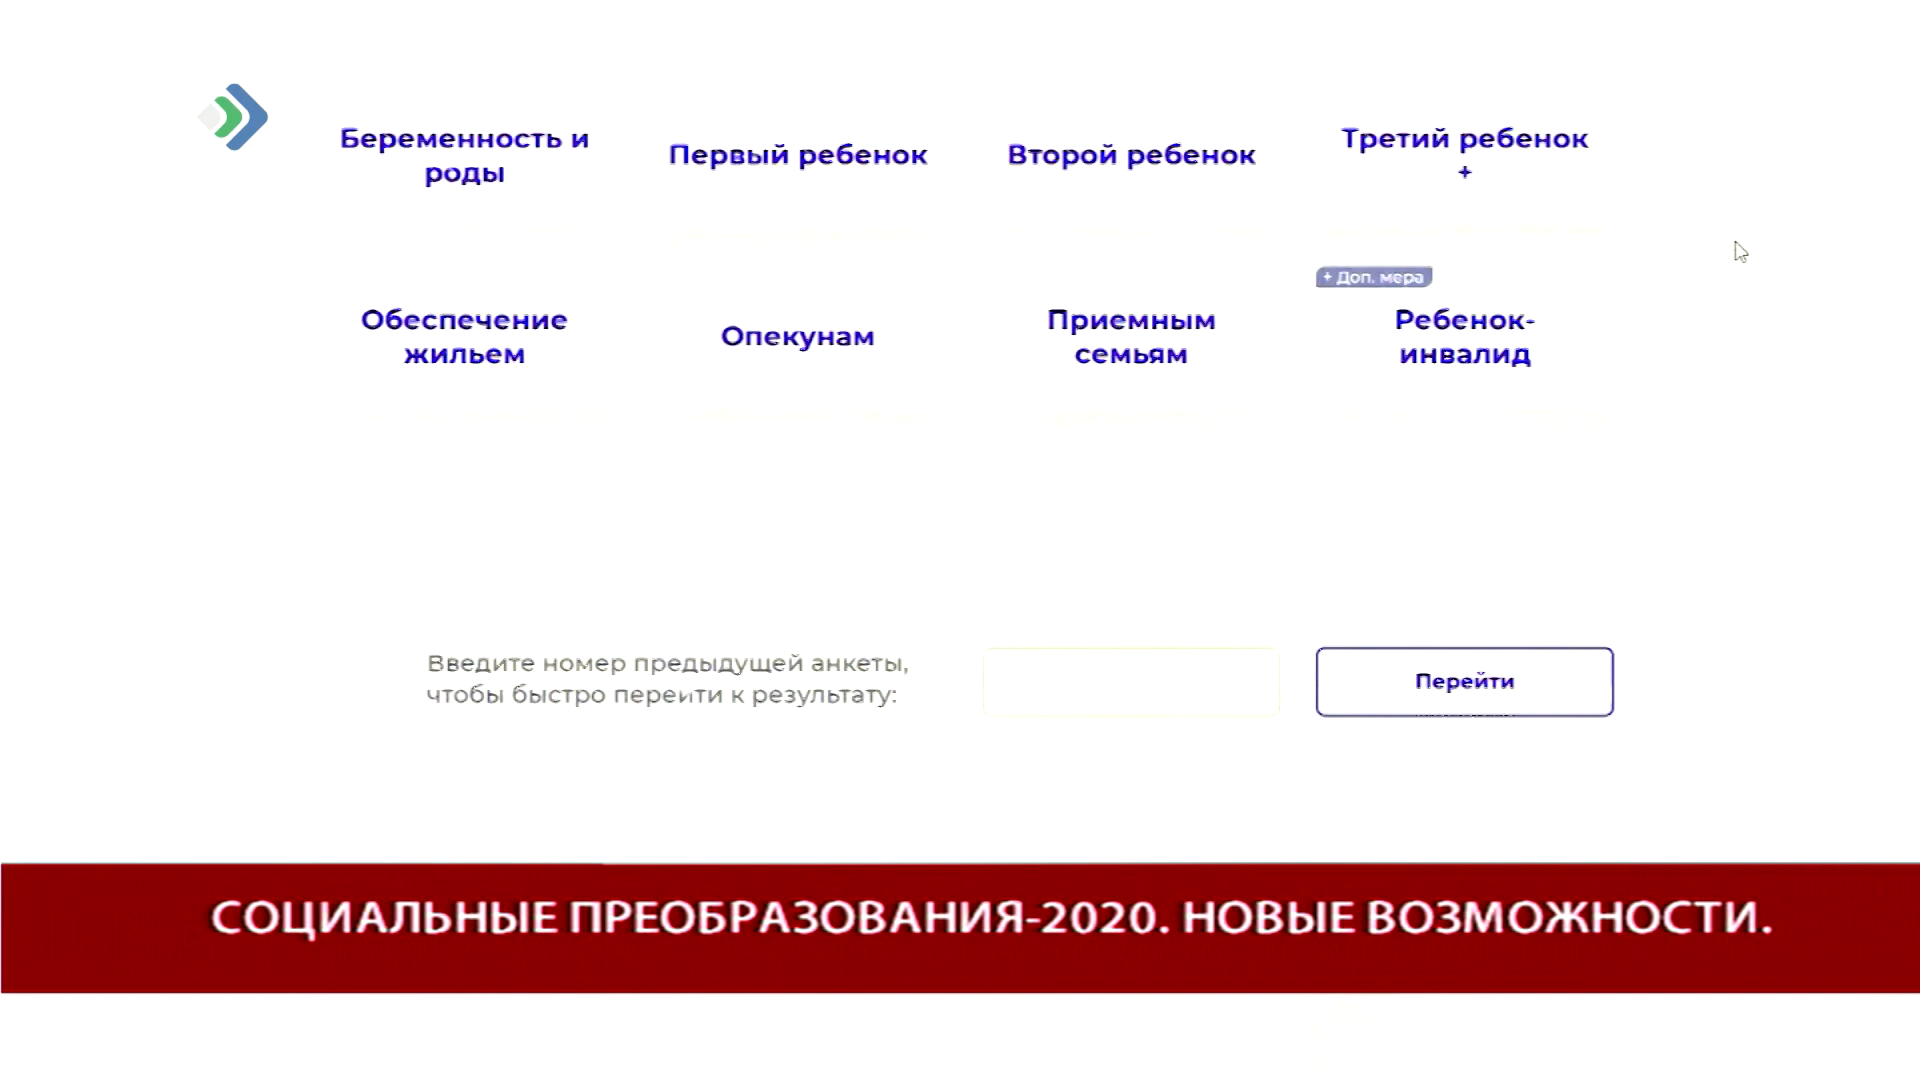 Беременность и
роды
Первый ребенок
Второй ребенок
Третий ребенок
+
Обеспечение
жильем
Опекунам
Приемным
семьям
+ Доп. мера
Ребенок-
инвалид
Введите номер предыдущей анкеты,
чтобы быстро перейти к результату:
Перейти
СОЦИАЛЬНЫЕ ПРЕОБРАЗОВАНИЯ-2020. НОВЫЕ ВОЗМОЖНОСТИ.